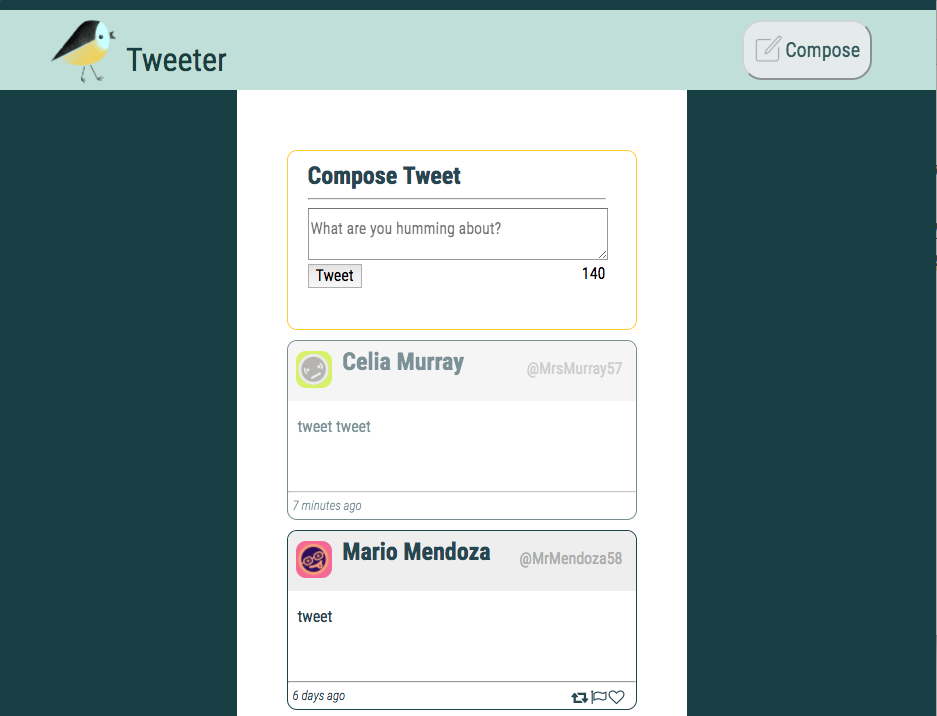 Tweeter
Compose
Compose Tweet
What are you humming about?
Tweet
140
Celia Murray
@MrsMurray57
tweet tweet
7 minutes ago
Mario Mendoza
@MrMendoza58
tweet
6 days ago